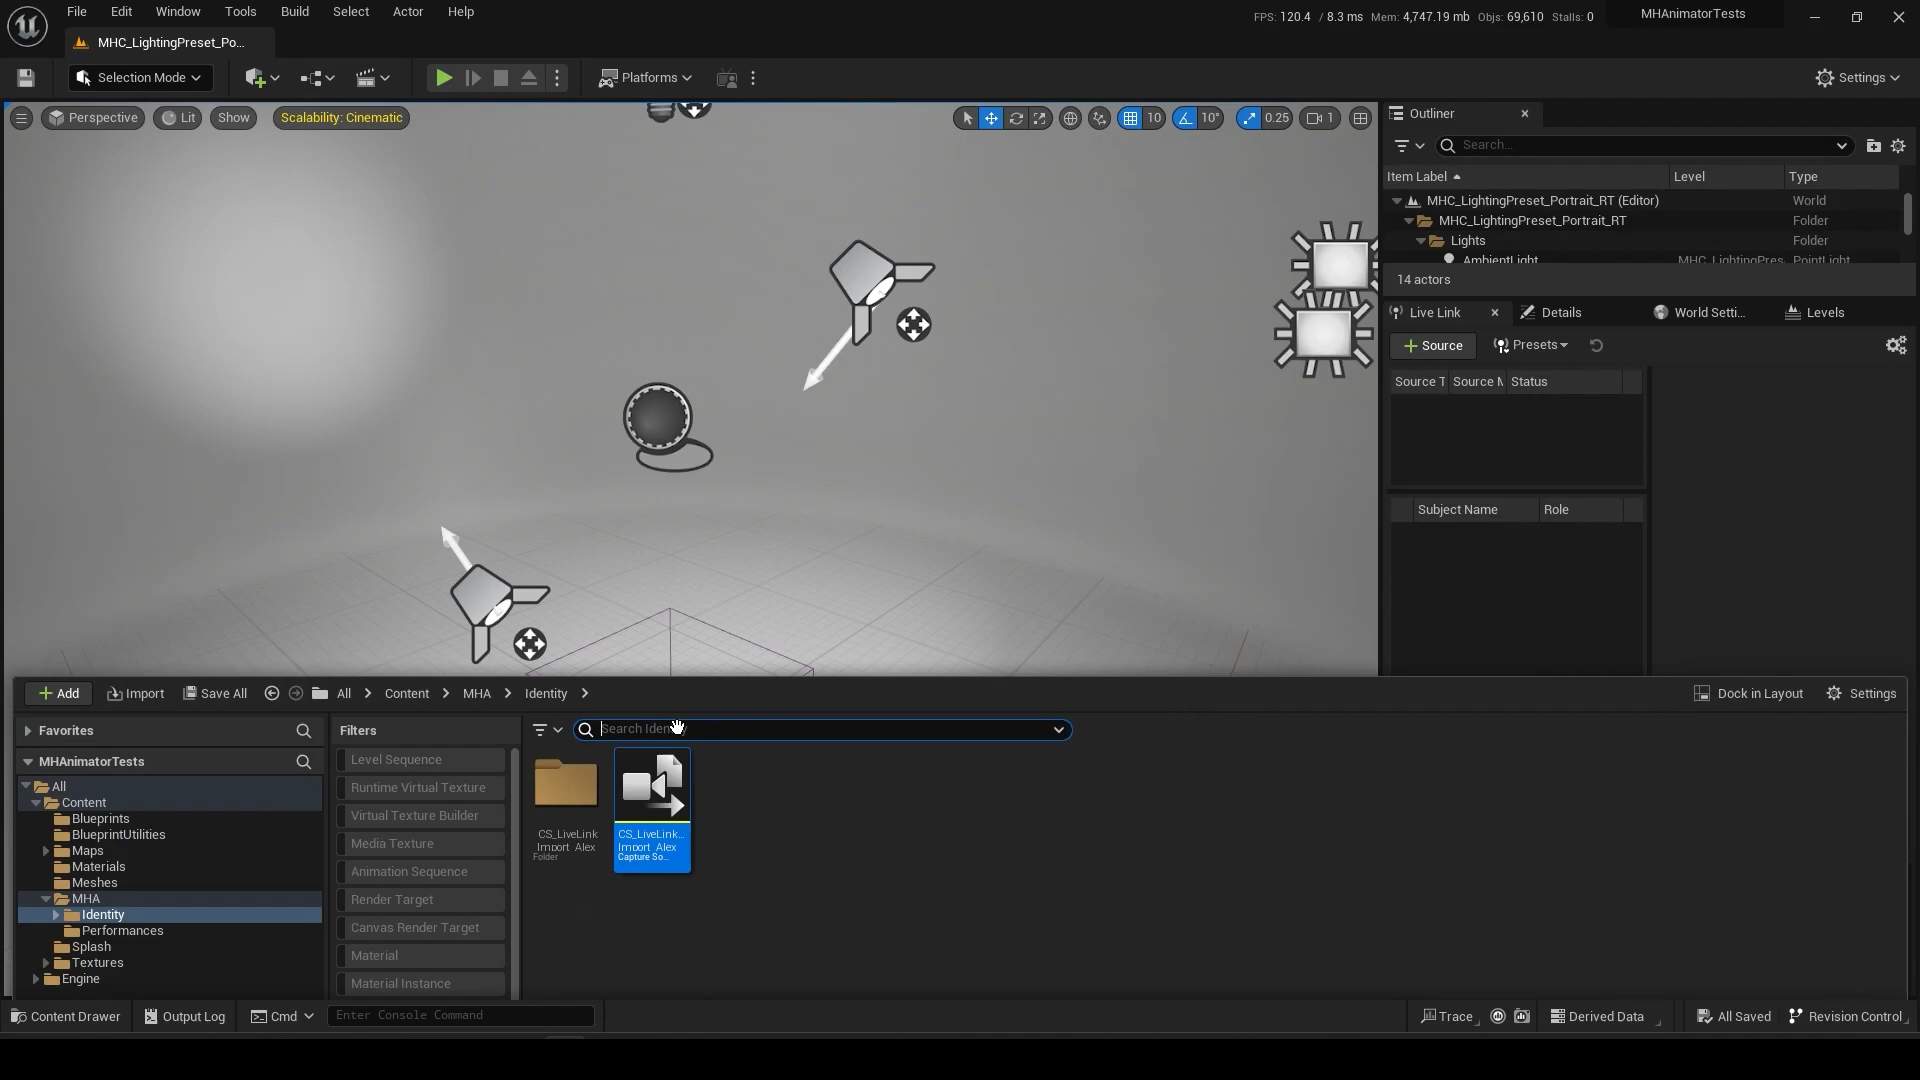 File Edit Window Tools Build Select Actor Help
FPS: 120.4 / 8.3 ms Mem: 4,747.19 mb Objs: 69,610 Stalls: 0
MHAnimatorTests
MHC_LightingPreset_Po...
Selection Mode
Platforms
Settings
Perspective
Lit
Show
Scalability: Cinematic
10
10°
0.25
1
Outliner
Search...
Item Label Level Type
MHC_LightingPreset_Portrait_RT (Editor) World
MHC_LightingPreset_Portrait_RT Folder
Lights Folder
AmbientLight MHC_LightingPres PointLight
14 actors
Live Link
Details
World Setti...
Levels
Source
Presets
Source T Source M Status
Subject Name Role
Add
Import
Save All
All
Content
MHA
Identity
Dock in Layout
Settings
Favorites
Filters
Search Iden
MHAnimatorTests
All
Content
Blueprints
BlueprintUtilities
Maps
Materials
Meshes
MHA
Identity
Performances
Splash
Textures
Engine
Level Sequence
Runtime Virtual Texture
Virtual Texture Builder
Media Texture
Animation Sequence
Render Target
Canvas Render Target
Material
Material Instance
CS_LiveLink
Import_Alex
Folder
CS_LiveLink...
Import_Alex
Capture So...
Content Drawer
Output Log
Cmd
Enter Console Command
Trace
Derived Data
All Saved
Revision Control